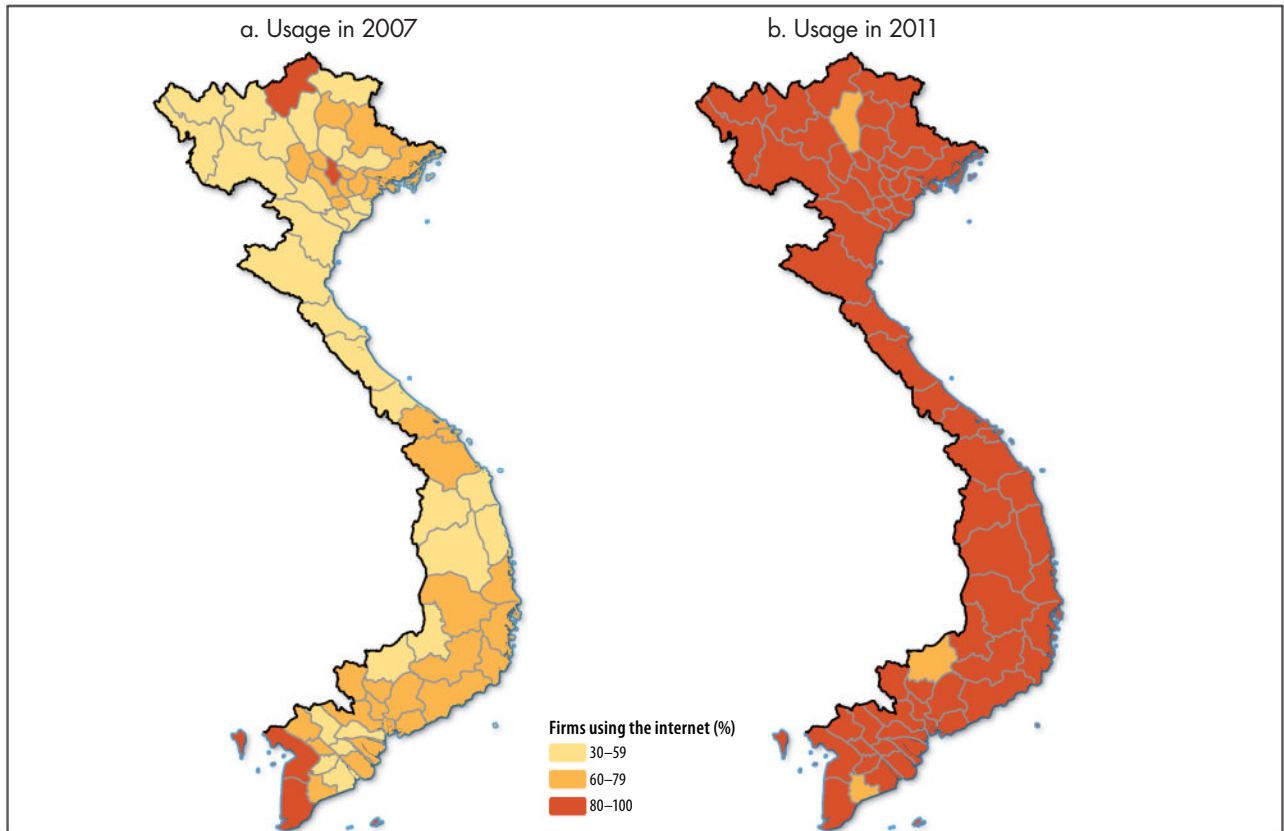 a. Usage in 2007
b. Usage in 2011
Firms using the internet (%)
30–59
60–79
80–100